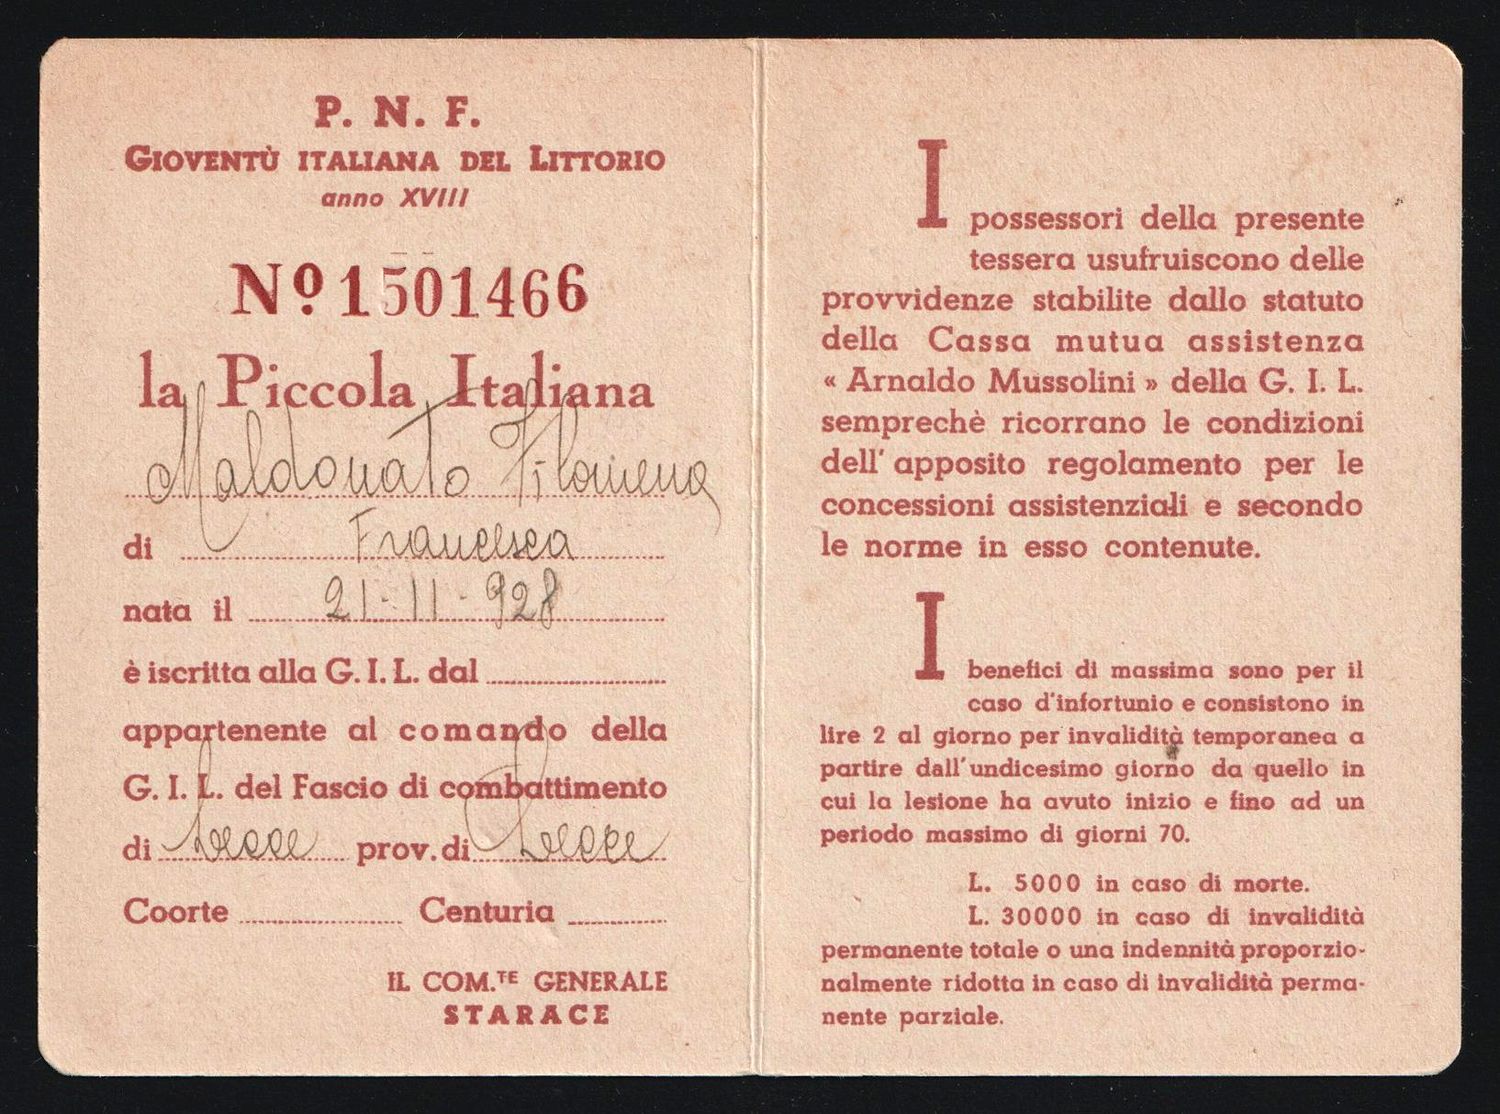 P. N. F.
GIOVENTÙ ITALIANA DEL LITTORIO
anno XVIII
Nº 1501466
la Piccola Italiana
Maldonato Filomena
di Francesca
nata il 21-11-928
è iscritta alla G. I. L. dal
appartenente al comando della
G. I. L. del Fascio di combattimento
di Lecce prov. di Lecce
Coorte Centuria
IL COM.TE GENERALE
STARACE
I possessori della presente
tessera usufruiscono delle
provvidenze stabilite dallo statuto
della Cassa mutua assistenza
« Arnaldo Mussolini » della G. I. L.
semprechè ricorrano le condizioni
dell' apposito regolamento per le
concessioni assistenziali e secondo
le norme in esso contenute.
I benefici di massima sono per il
caso d'infortunio e consistono in
lire 2 al giorno per invalidità temporanea a
partire dall'undicesimo giorno da quello in
cui la lesione ha avuto inizio e fino ad un
periodo massimo di giorni 70.
L. 5000 in caso di morte.
L. 30000 in caso di invalidità
permanente totale o una indennità proporzio-
nalmente ridotta in caso di invalidità perma-
nente parziale.